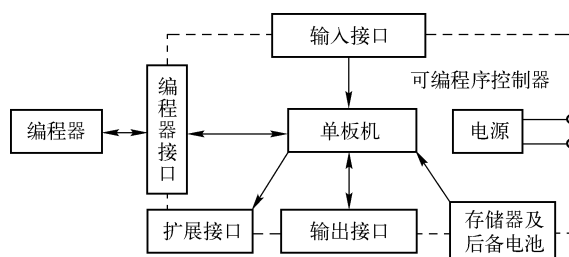 输入接口
可编程序控制器
编程器
编程器接口
单板机
电源
扩展接口
输出接口
存储器及
后备电池